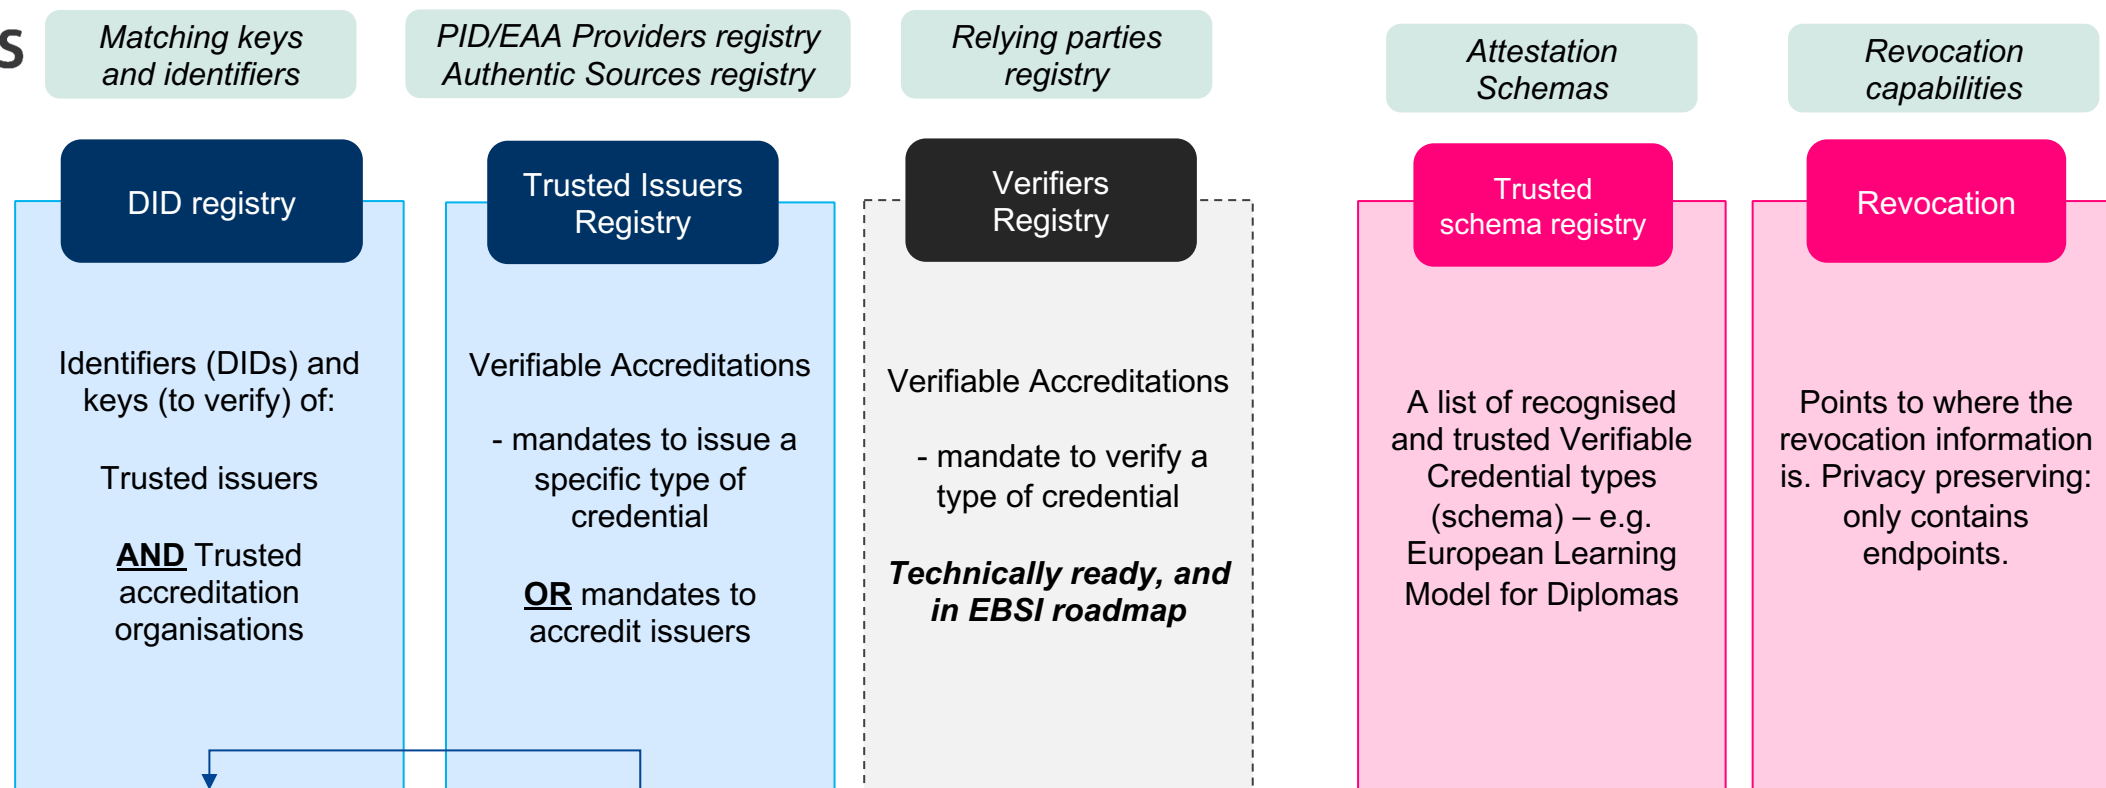 s
Matching keys
and identifiers
PID/EAA Providers registry
Authentic Sources registry
Relying parties
registry
Attestation
Schemas
Revocation
capabilities
DID registry
Identifiers (DIDs) and
keys (to verify) of:
Trusted issuers
AND Trusted
accreditation
organisations
Trusted Issuers
Registry
Verifiable Accreditations
- mandates to issue a
specific type of
credential
OR mandates to
accredit issuers
Verifiers
Registry
Verifiable Accreditations
- mandate to verify a
type of credential
Technically ready, and
in EBSI roadmap
Trusted
schema registry
A list of recognised
and trusted Verifiable
Credential types
(schema) – e.g.
European Learning
Model for Diplomas
Revocation
Points to where the
revocation information
is. Privacy preserving:
only contains
endpoints.